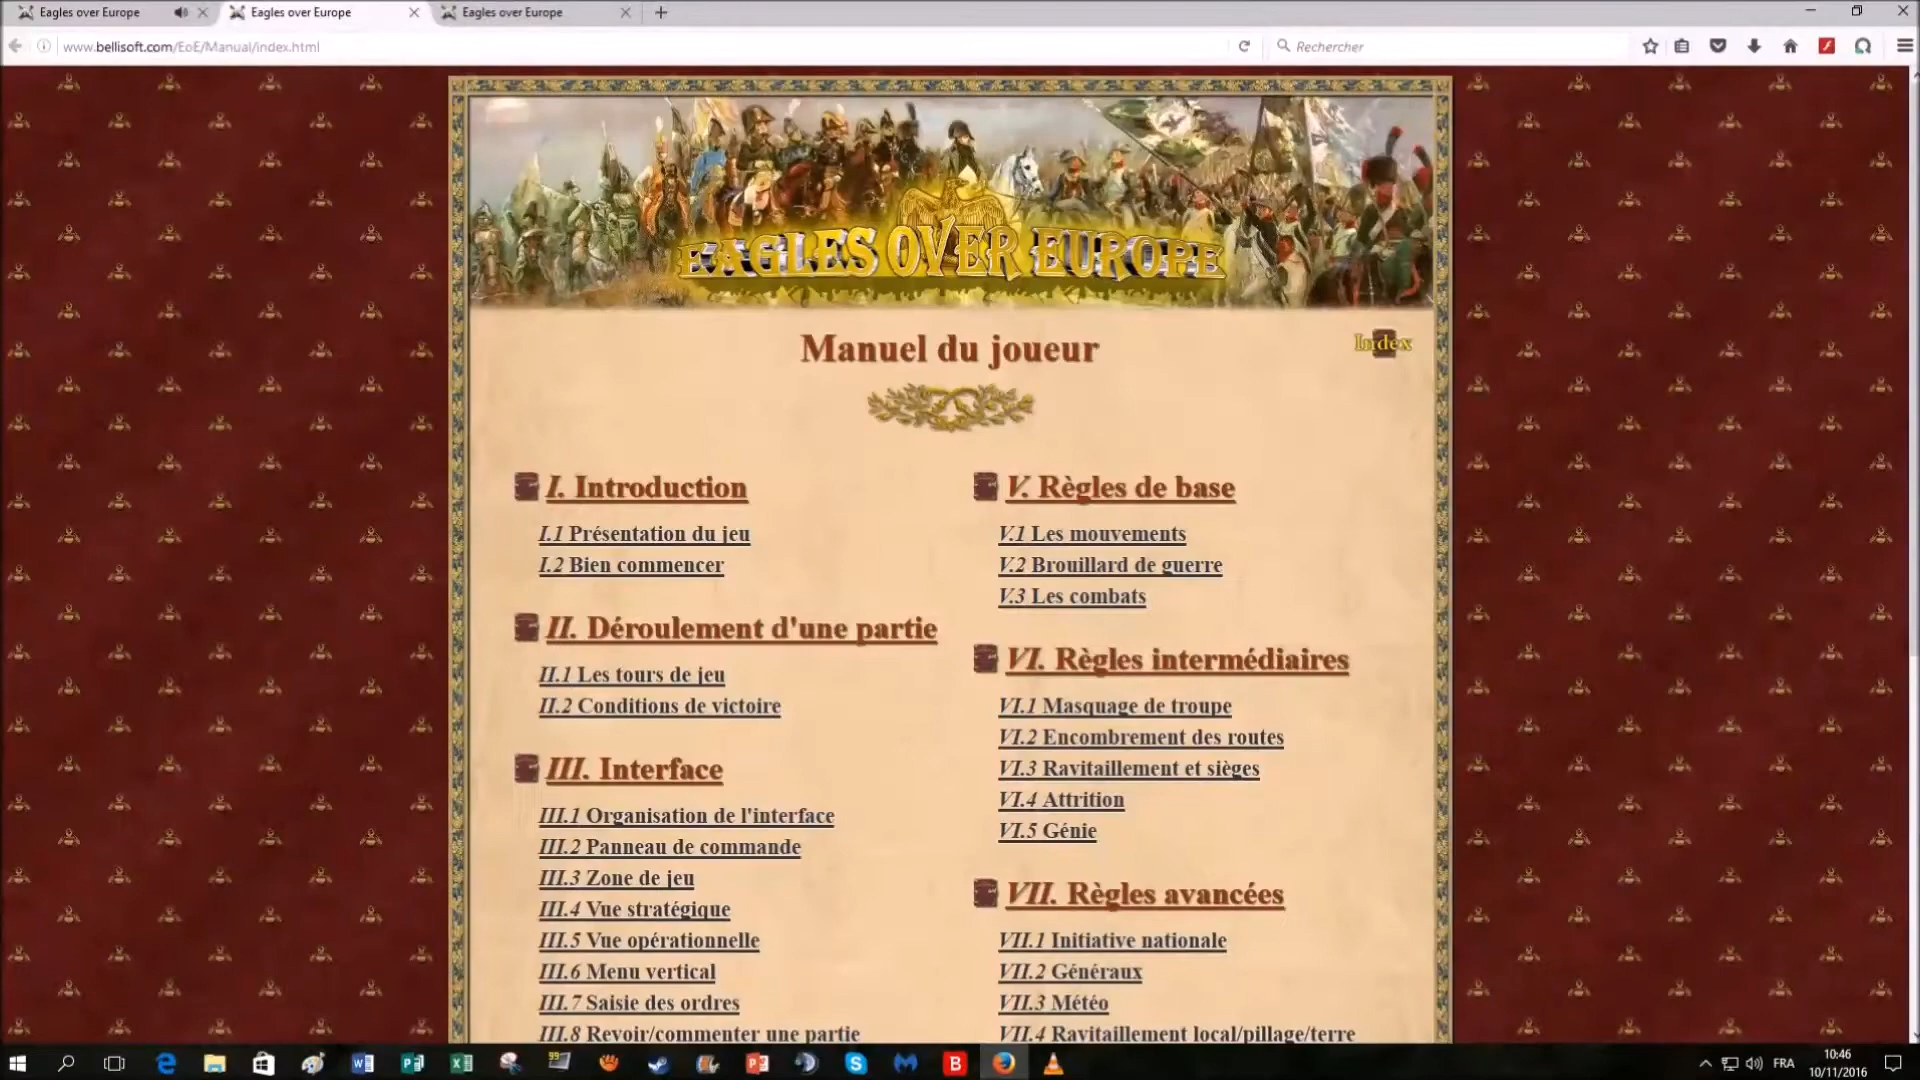 Eagles over Europe
Eagles over Europe
Eagles over Europe
www.bellisoft.com/EoE/Manual/index.html
Rechercher
EAGLES OVER EUROPE
Manuel du joueur
Index
I. Introduction
I.1 Présentation du jeu
I.2 Bien commencer
II. Déroulement d'une partie
II.1 Les tours de jeu
II.2 Conditions de victoire
III. Interface
III.1 Organisation de l'interface
III.2 Panneau de commande
III.3 Zone de jeu
III.4 Vue stratégique
III.5 Vue opérationnelle
III.6 Menu vertical
III.7 Saisie des ordres
III.8 Revoir/commenter une partie
V. Règles de base
V.1 Les mouvements
V.2 Brouillard de guerre
V.3 Les combats
VI. Règles intermédiaires
VI.1 Masquage de troupe
VI.2 Encombrement des routes
VI.3 Ravitaillement et sièges
VI.4 Attrition
VI.5 Génie
VII. Règles avancées
VII.1 Initiative nationale
VII.2 Généraux
VII.3 Météo
VII.4 Ravitaillement local/pillage/terre
99
B
FRA
10:46
10/11/2016